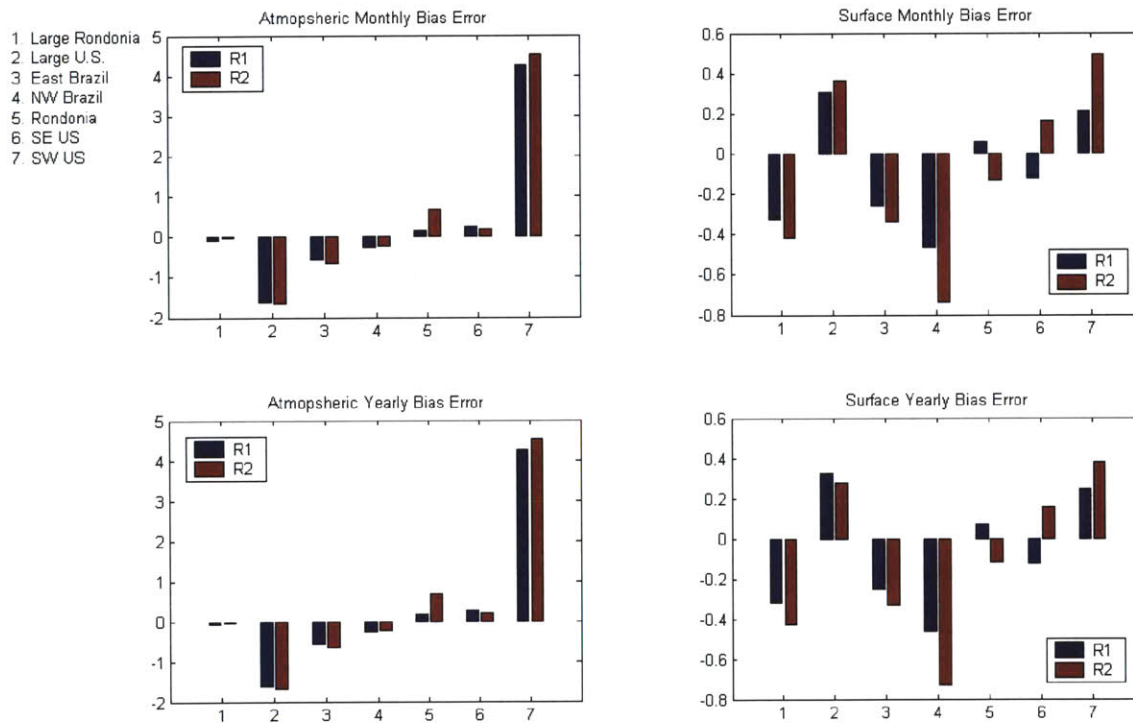 1. Large Rondonia
2. Large U.S.
3 East Brazil
4. NW Brazil
5. Rondonia
6. SE US
7. SW US
Atmopsheric Monthly Bias Error
5
4
3
2
1
0
-1
-2
R1
R2
1 2 3 4 5 6 7
Surface Monthly Bias Error
0.6
0.4
0.2
0
-0.2
-0.4
-0.6
-0.8
R1
R2
1 2 3 4 5 6 7
Atmopsheric Yearly Bias Error
5
4
3
2
1
0
-1
-2
R1
R2
1 2 3 4 5 6 7
Surface Yearly Bias Error
0.6
0.4
0.2
0
-0.2
-0.4
-0.6
-0.8
R1
R2
1 2 3 4 5 6 7